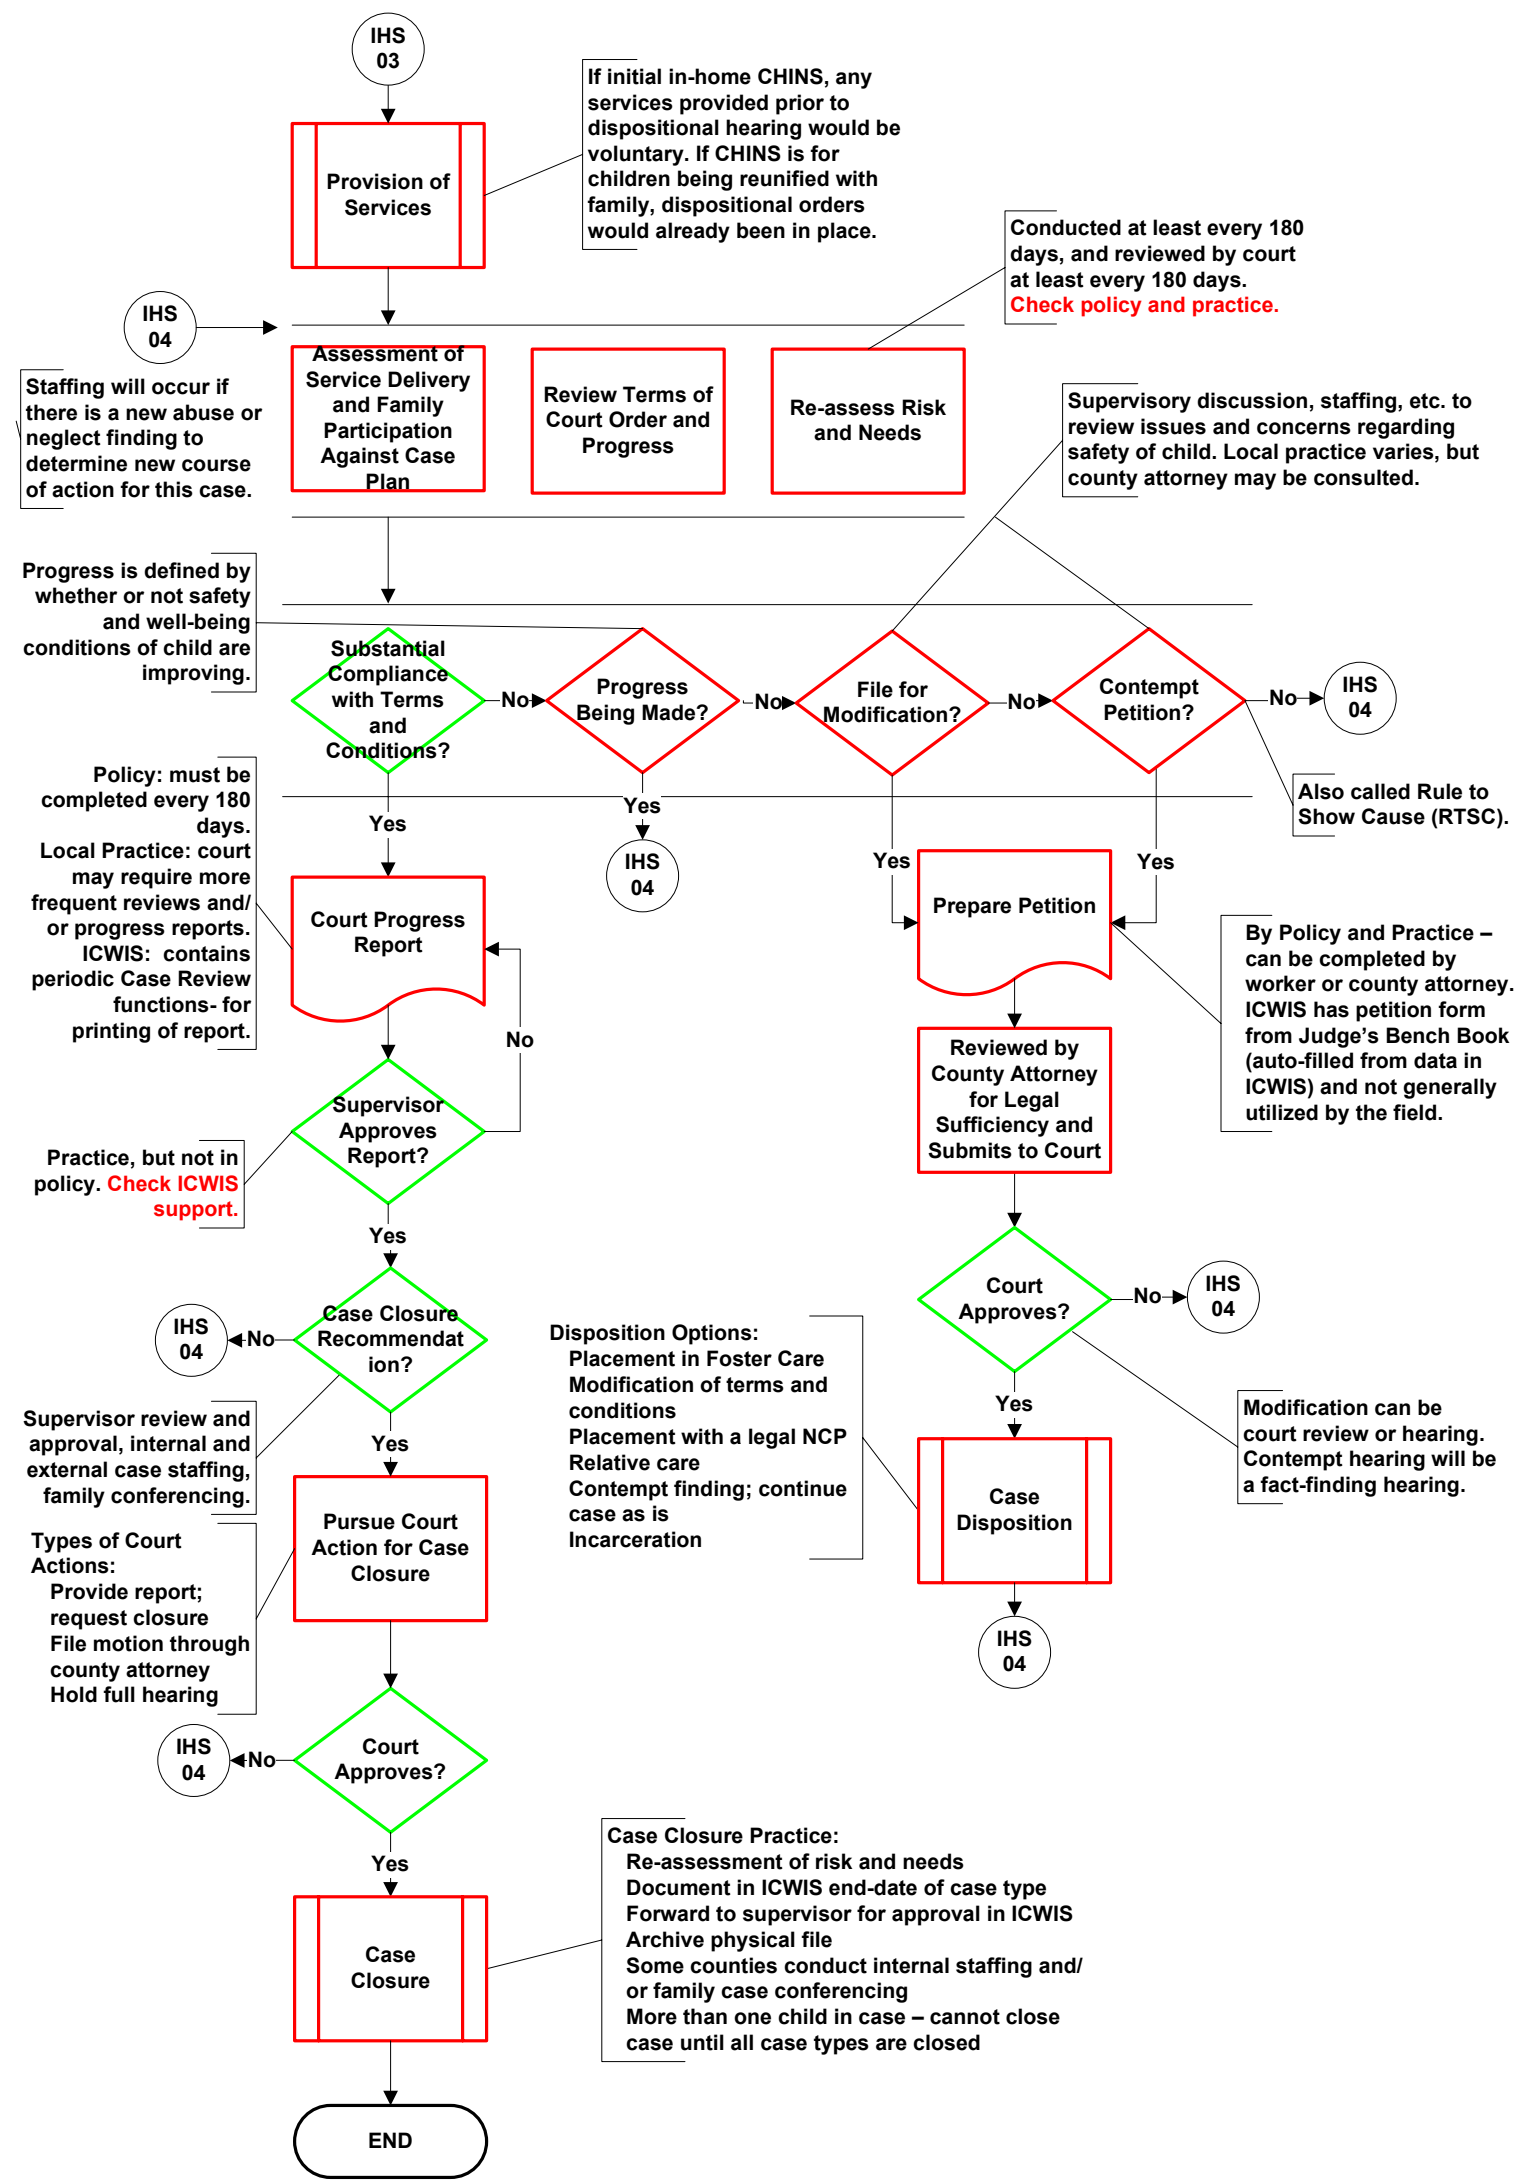 IHS
03
If initial in-home CHINS, any
services provided prior to
dispositional hearing would be
voluntary. If CHINS is for
children being reunified with
family, dispositional orders
would already been in place.
Provision of
Services
Conducted at least every 180
days, and reviewed by court
at least every 180 days.
Check policy and practice.
IHS
04
Staffing will occur if
there is a new abuse or
neglect finding to
determine new course
of action for this case.
Assessment of
Service Delivery
and Family
Participation
Against Case
Plan
Review Terms of
Court Order and
Progress
Re-assess Risk
and Needs
Supervisory discussion, staffing, etc. to
review issues and concerns regarding
safety of child. Local practice varies, but
county attorney may be consulted.
Progress is defined by
whether or not safety
and well-being
conditions of child are
improving.
Substantial
Compliance
with Terms
and
Conditions?
No
Progress
Being Made?
No
File for
Modification?
No
Contempt
Petition?
No
IHS
04
Also called Rule to
Show Cause (RTSC).
Policy: must be
completed every 180
days.
Local Practice: court
may require more
frequent reviews and/
or progress reports.
ICWIS:  contains
periodic Case Review
functions- for
printing of report.
Yes
Yes
IHS
04
Yes
Yes
Court Progress
Report
Prepare Petition
By Policy and Practice –
can be completed by
worker or county attorney.
ICWIS has petition form
from Judge's Bench Book
(auto-filled from data in
ICWIS) and not generally
utilized by the field.
No
Reviewed by
County Attorney
for Legal
Sufficiency and
Submits to Court
Supervisor
Approves
Report?
Practice, but not in
policy. Check ICWIS
support.
Yes
Court
Approves?
No
IHS
04
Case Closure
Recommendat
ion?
No
IHS
04
Disposition Options:
Placement in Foster Care
Modification of terms and
conditions
Placement with a legal NCP
Relative care
Contempt finding; continue
case as is
Incarceration
Yes
Modification can be
court review or hearing.
Contempt hearing will be
a fact-finding hearing.
Supervisor review and
approval, internal and
external case staffing,
family conferencing.
Yes
Case
Disposition
Pursue Court
Action for Case
Closure
Types of Court
Actions:
Provide report;
request closure
File motion through
county attorney
Hold full hearing
IHS
04
Court
Approves?
No
IHS
04
Yes
Case Closure Practice:
Re-assessment of risk and needs
Document in ICWIS end-date of case type
Forward to supervisor for approval in ICWIS
Archive physical file
Some counties conduct internal staffing and/
or family case conferencing
More than one child in case – cannot close
case until all case types are closed
Case
Closure
END